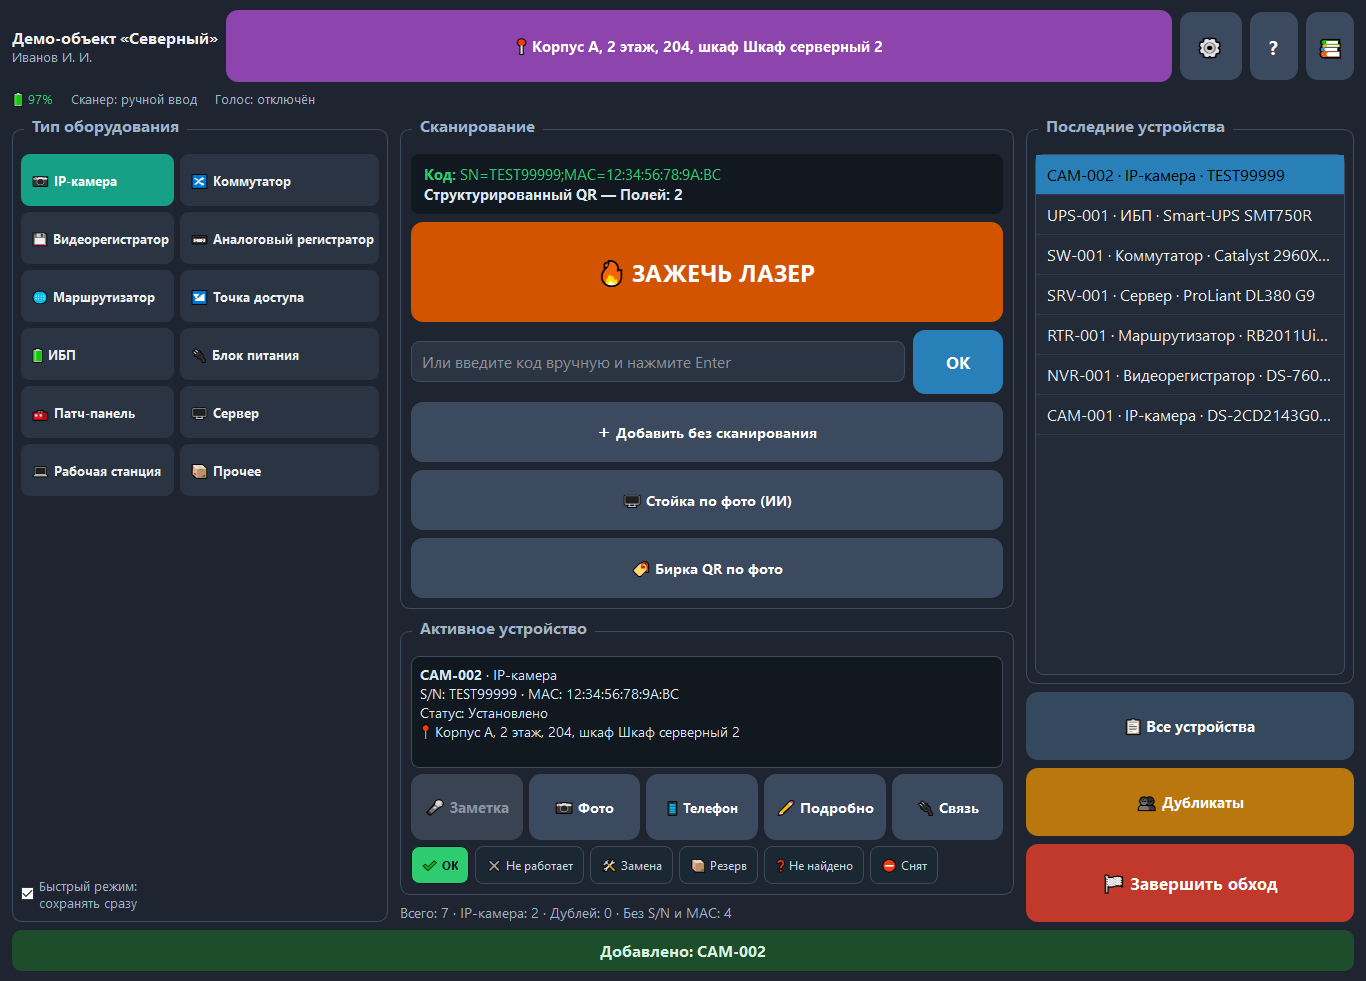 Демо-объект «Северный»
Иванов И. И.
Корпус А, 2 этаж, 204, шкаф Шкаф серверный 2
?
97%
Сканер: ручной ввод
Голос: отключён
Тип оборудования
IP-камера
Коммутатор
Видеорегистратор
Аналоговый регистратор
Маршрутизатор
Точка доступа
ИБП
Блок питания
Патч-панель
Сервер
Рабочая станция
Прочее
Быстрый режим:
сохранять сразу
Сканирование
Код: SN=TEST99999;MAC=12:34:56:78:9A:BC
Структурированный QR — Полей: 2
ЗАЖЕЧЬ ЛАЗЕР
Или введите код вручную и нажмите Enter
OK
+ Добавить без сканирования
Стойка по фото (ИИ)
Бирка QR по фото
Активное устройство
CAM-002 · IP-камера
S/N: TEST99999 · MAC: 12:34:56:78:9A:BC
Статус: Установлено
Корпус А, 2 этаж, 204, шкаф Шкаф серверный 2
Заметка
Фото
Телефон
Подробно
Связь
OK
Не работает
Замена
Резерв
Не найдено
Снят
Всего: 7 · IP-камера: 2 · Дублей: 0 · Без S/N и MAC: 4
Последние устройства
CAM-002 · IP-камера · TEST99999
UPS-001 · ИБП · Smart-UPS SMT750R
SW-001 · Коммутатор · Catalyst 2960X...
SRV-001 · Сервер · ProLiant DL380 G9
RTR-001 · Маршрутизатор · RB2011Ui...
NVR-001 · Видеорегистратор · DS-760...
CAM-001 · IP-камера · DS-2CD2143G0...
Все устройства
Дубликаты
Завершить обход
Добавлено: CAM-002